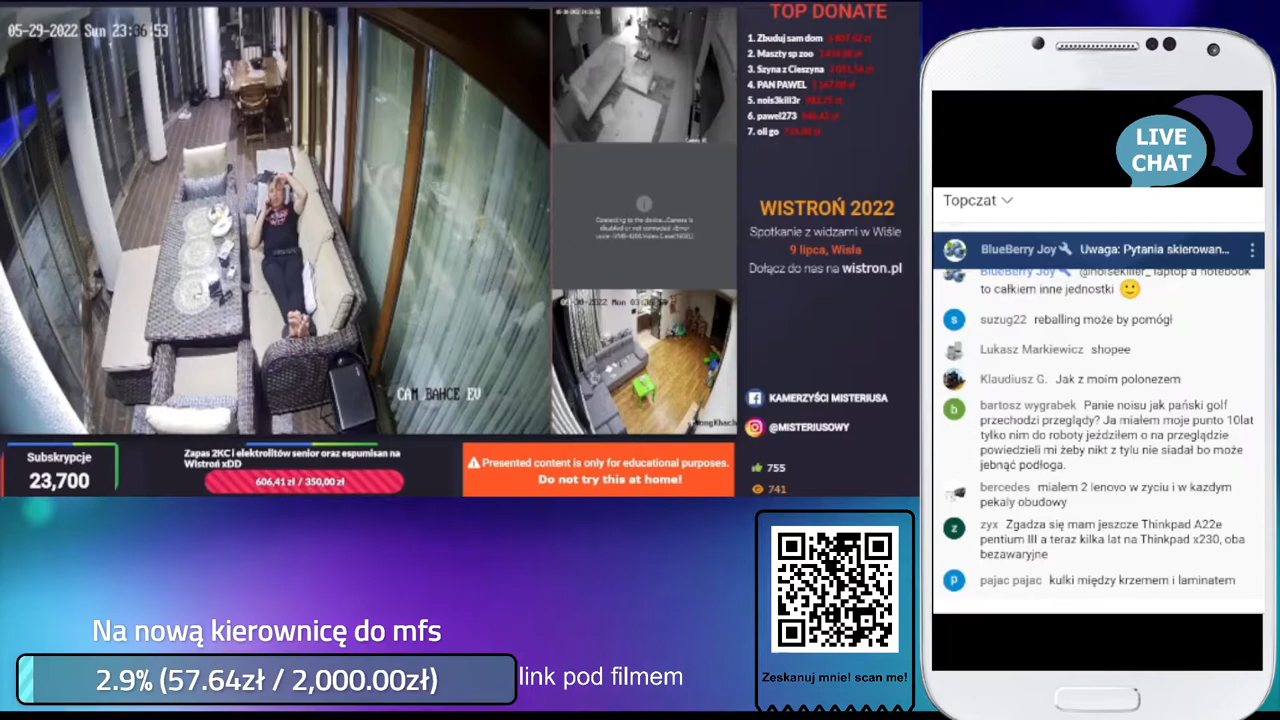 05-29-2022 Sun 23:36:53
CAM BAHCE EV
TOP DONATE
1. Zbuduj sam dom
2. Maszty sp zoo
3. Szyna z Cieszyna
4. PAN PAWEL
5. nois3kill3r
6. pawel273
7. oli go
WISTROŃ 2022
Spotkanie z widzami w Wiśle
9 lipca, Wisła
Dołącz do nas na wistron.pl
KAMERZYŚCI MISTERIUSA
@MISTERIUSOWY
755
741
Subskrypcje
23,700
Zapas 2KC i elektrolitów senior oraz espumisan na
Wistroń xDD
606,41 zł / 350,00 zł
Presented content is only for educational purposes.
Do not try this at home!
Na nową kierownicę do mfs
2.9% (57.64zł / 2,000.00zł)
link pod filmem
Zeskanuj mnie! scan me!
LIVE
CHAT
Topczat
BlueBerry Joy Uwaga: Pytania skierowan...
BlueBerry Joy @noisekiller_ laptop a notebook
to całkiem inne jednostki
suzug22 reballing może by pomógł
Lukasz Markiewicz shopee
Klaudiusz G. Jak z moim polonezem
bartosz wygrabek Panie noisu jak pański golf
przechodzi przeglądy? Ja miałem moje punto 10lat
tylko nim do roboty jeździłem o na przeglądzie
powiedzieli mi żeby nikt z tylu nie siadał bo może
jebnąć podłoga.
bercedes mialem 2 lenovo w zyciu i w kazdym
pekaly obudowy
zyx Zgadza się mam jeszcze Thinkpad A22e
pentium III a teraz kilka lat na Thinkpad x230, oba
bezawaryjne
pajac pajac kulki między krzemem i laminatem